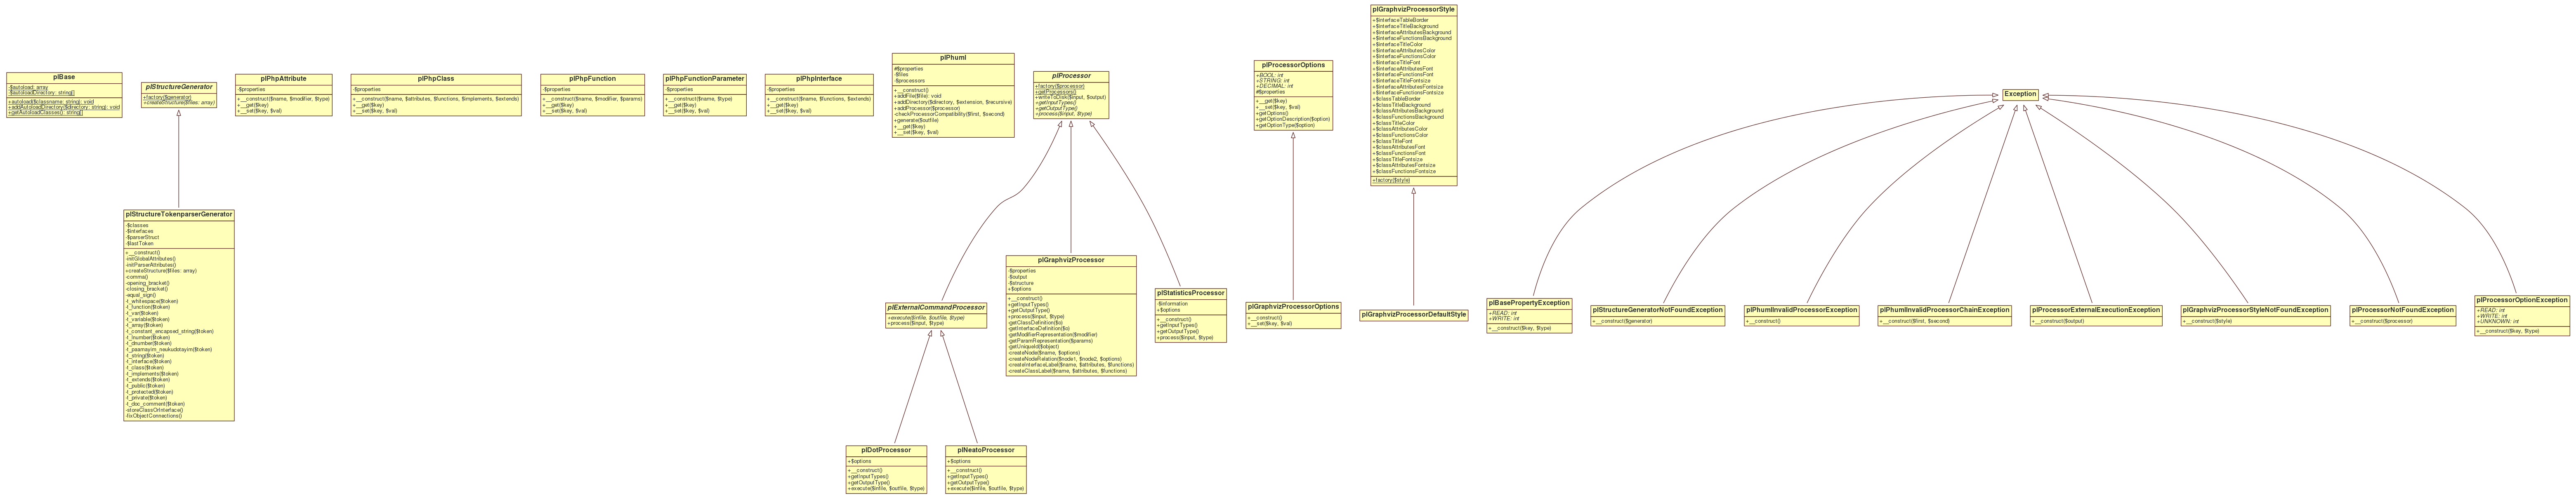 plBase
-$autoload: array
-$autoloadDirectory: string[]
+autoload($classname: string): void
+addAutoloadDirectory($directory: string): void
+getAutoloadClasses(): string[]
plStructureGenerator
+factory($generator)
+createStructure($files: array)
plPhpAttribute
-$properties
+__construct($name, $modifier, $type)
+__get($key)
+__set($key, $val)
plPhpClass
-$properties
+__construct($name, $attributes, $functions, $implements, $extends)
+__get($key)
+__set($key, $val)
plPhpFunction
-$properties
+__construct($name, $modifier, $params)
+__get($key)
+__set($key, $val)
plPhpFunctionParameter
-$properties
+__construct($name, $type)
+__get($key)
+__set($key, $val)
plPhpInterface
-$properties
+__construct($name, $functions, $extends)
+__get($key)
+__set($key, $val)
plPhuml
#$properties
-$files
-$processors
+__construct()
+addFile($file): void
+addDirectory($directory, $extension, $recursive)
+addProcessor($processor)
-checkProcessorCompatibility($first, $second)
+generate($outfile)
+__get($key)
+__set($key, $val)
plProcessor
+factory($processor)
+getProcessors()
+writeToDisk($input, $output)
+getInputTypes()
+getOutputType()
+process($input, $type)
plProcessorOptions
+BOOL: int
+STRING: int
+DECIMAL: int
#$properties
+__get($key)
+__set($key, $val)
+getOptions()
+getOptionDescription($option)
+getOptionType($option)
plGraphvizProcessorStyle
+$interfaceTableBorder
+$interfaceTitleBackground
+$interfaceAttributesBackground
+$interfaceFunctionsBackground
+$interfaceTitleColor
+$interfaceAttributesColor
+$interfaceFunctionsColor
+$interfaceTitleFont
+$interfaceAttributesFont
+$interfaceFunctionsFont
+$interfaceTitleFontsize
+$interfaceAttributesFontsize
+$interfaceFunctionsFontsize
+$classTableBorder
+$classTitleBackground
+$classAttributesBackground
+$classFunctionsBackground
+$classTitleColor
+$classAttributesColor
+$classFunctionsColor
+$classTitleFont
+$classAttributesFont
+$classFunctionsFont
+$classTitleFontsize
+$classAttributesFontsize
+$classFunctionsFontsize
+factory($style)
Exception
plStructureTokenparserGenerator
-$classes
-$interfaces
-$parserStruct
-$lastToken
+__construct()
-initGlobalAttributes()
-initParserAttributes()
+createStructure($files: array)
-comma()
-opening_bracket()
-closing_bracket()
-equal_sign()
-t_whitespace($token)
-t_function($token)
-t_var($token)
-t_variable($token)
-t_array($token)
-t_constant_encapsed_string($token)
-t_lnumber($token)
-t_dnumber($token)
-t_paamayim_neukudotayim($token)
-t_string($token)
-t_interface($token)
-t_class($token)
-t_implements($token)
-t_extends($token)
-t_public($token)
-t_protected($token)
-t_private($token)
-t_doc_comment($token)
-storeClassOrInterface()
-fixObjectConnections()
plExternalCommandProcessor
+execute($infile, $outfile, $type)
+process($input, $type)
plGraphvizProcessor
-$properties
-$output
-$structure
+$options
+__construct()
+getInputTypes()
+getOutputType()
+process($input, $type)
-getClassDefinition($o)
-getInterfaceDefinition($o)
-getModifierRepresentation($modifier)
-getParamRepresentation($params)
-getUniqueId($object)
-createNode($name, $options)
-createNodeRelation($node1, $node2, $options)
-createInterfaceLabel($name, $attributes, $functions)
-createClassLabel($name, $attributes, $functions)
plStatisticsProcessor
-$information
+$options
+__construct()
+getInputTypes()
+getOutputType()
+process($input, $type)
plGraphvizProcessorOptions
+__construct()
+__set($key, $val)
plGraphvizProcessorDefaultStyle
plBasePropertyException
+READ: int
+WRITE: int
+__construct($key, $type)
plStructureGeneratorNotFoundException
+__construct($generator)
plPhumlInvalidProcessorException
+__construct()
plPhumlInvalidProcessorChainException
+__construct($first, $second)
plProcessorExternalExecutionException
+__construct($output)
plGraphvizProcessorStyleNotFoundException
+__construct($style)
plProcessorNotFoundException
+__construct($processor)
plProcessorOptionException
+READ: int
+WRITE: int
+UNKNOWN: int
+__construct($key, $type)
plDotProcessor
+$options
+__construct()
+getInputTypes()
+getOutputType()
+execute($infile, $outfile, $type)
plNeatoProcessor
+$options
+__construct()
+getInputTypes()
+getOutputType()
+execute($infile, $outfile, $type)